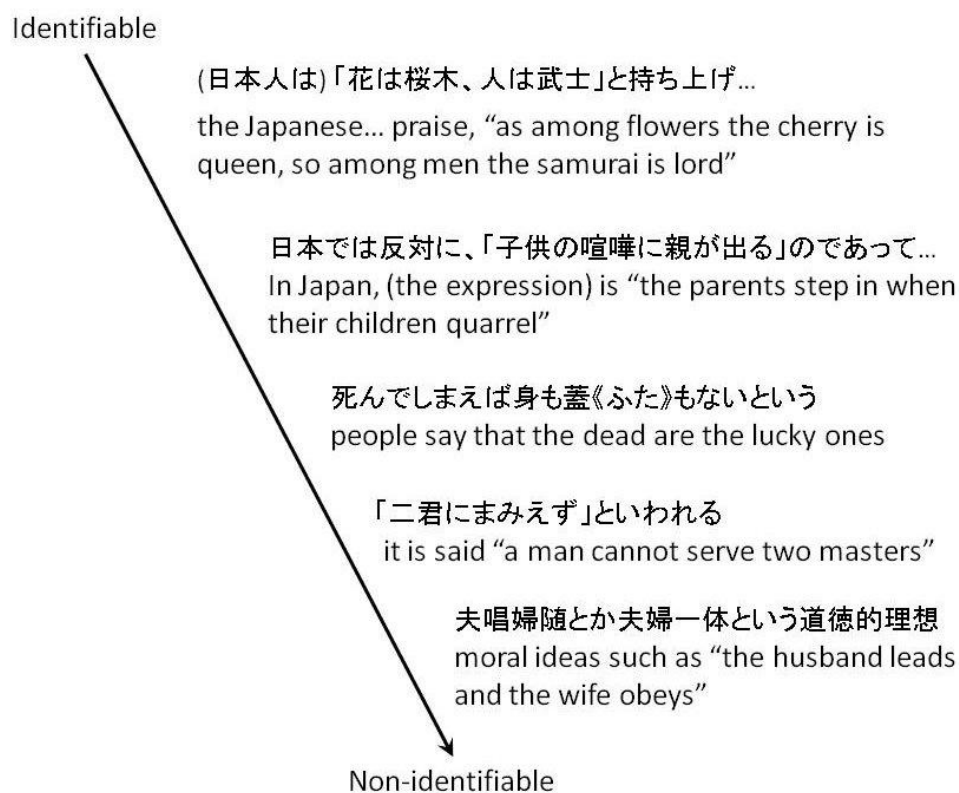 Identifiable
(日本人は)「花は桜木、人は武士」と持ち上げ...
the Japanese... praise, “as among flowers the cherry is
queen, so among men the samurai is lord”
日本では反対に、「子供の喧嘩に親が出る」のであって...
In Japan, (the expression) is “the parents step in when
their children quarrel”
死んでしまえば身も蓋《ふた》もないという
people say that the dead are the lucky ones
「二君にまみえず」といわれる
it is said “a man cannot serve two masters”
夫唱婦随とか夫婦一体という道徳的理想
moral ideas such as “the husband leads
and the wife obeys”
Non-identifiable